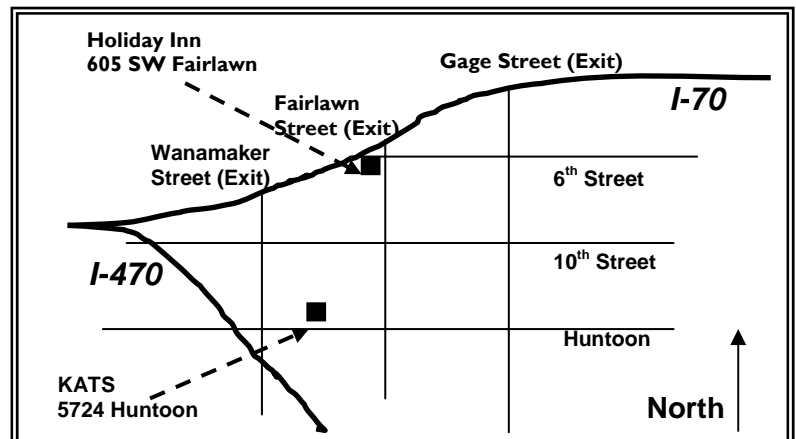 Holiday Inn
605 SW Fairlawn
Gage Street (Exit)
I-70
Fairlawn
Street (Exit)
Wanamaker
Street (Exit)
6th Street
10th Street
I-470
Huntoon
KATS
5724 Huntoon
North